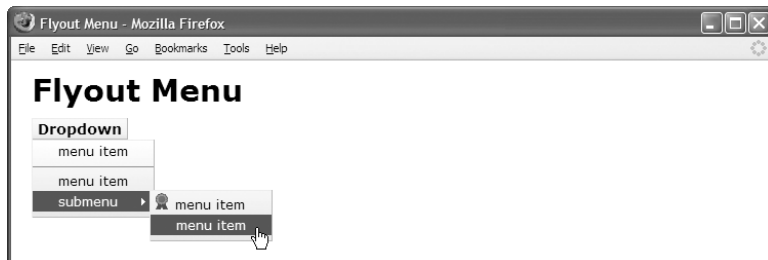 Flyout Menu - Mozilla Firefox
File Edit View Go Bookmarks Tools Help
Flyout Menu
Dropdown
menu item
menu item
submenu
menu item
menu item